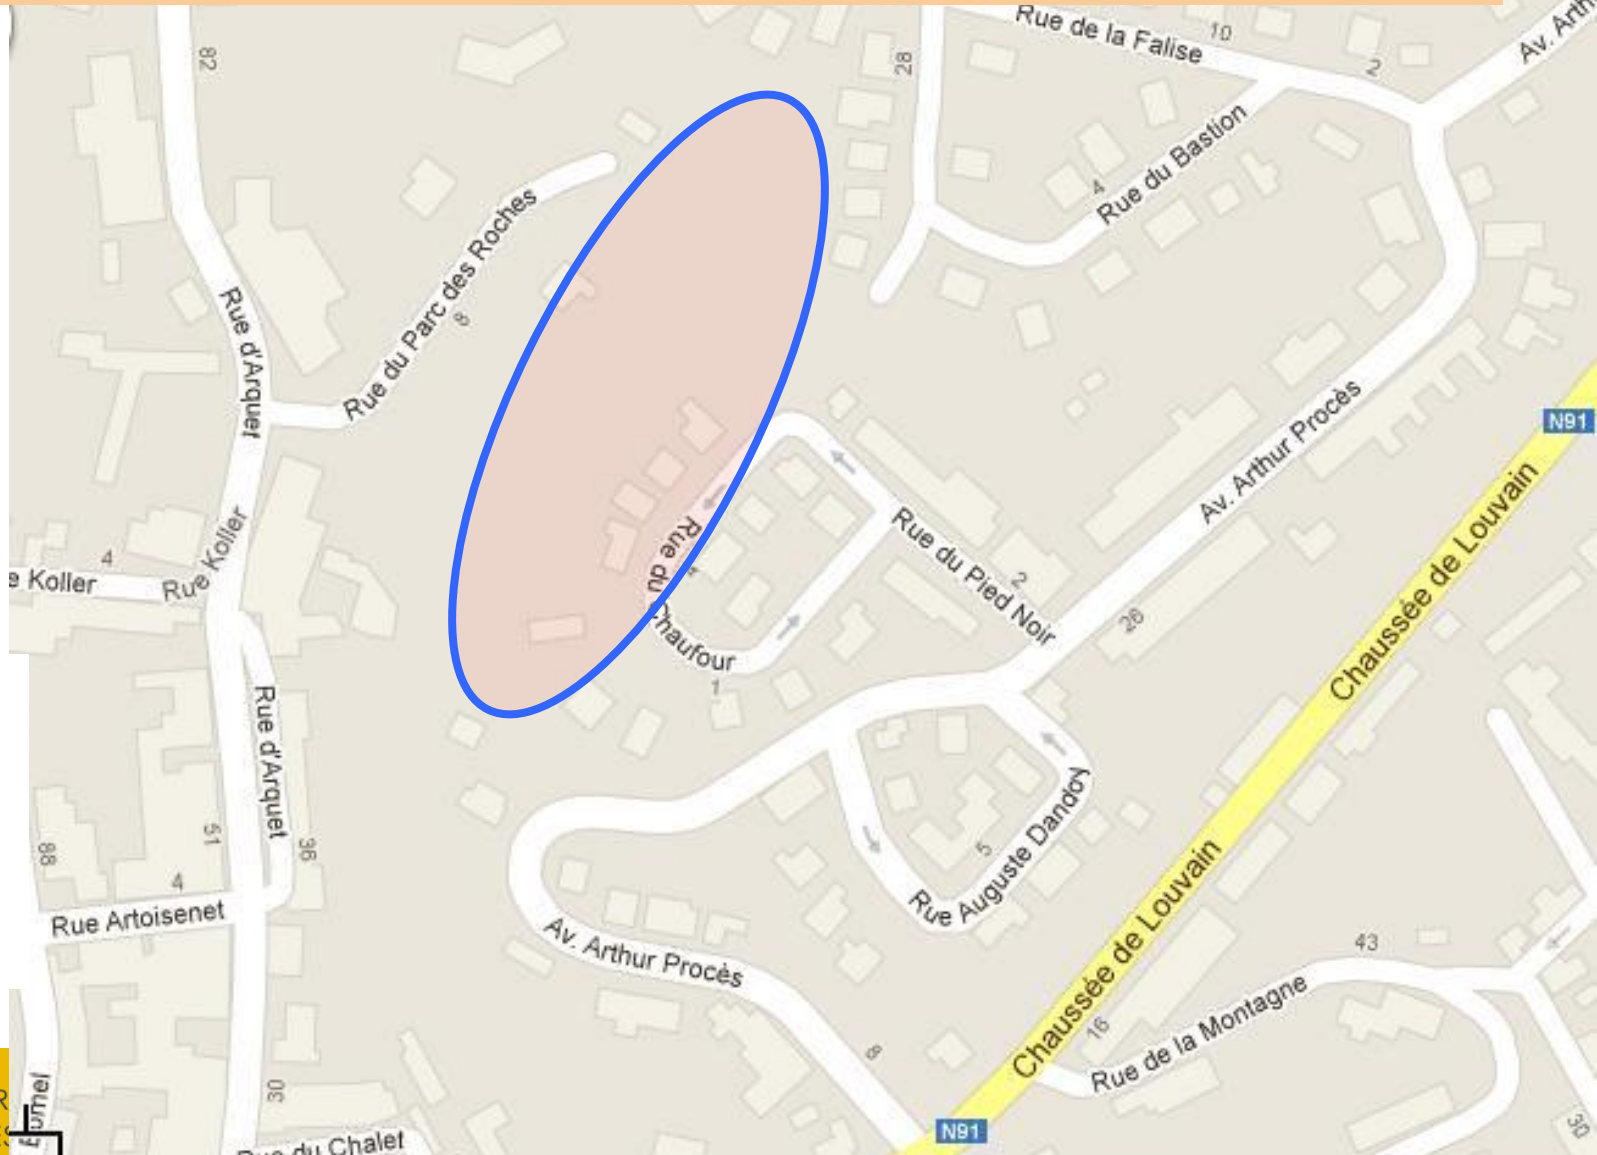 Rue de la Falise
10
2
Av. Arth
82
28
Rue du Bastion
4
Rue du Parc des Roches
8
Rue d'Arquet
N91
Av. Arthur Procès
Chaussée de Louvain
Rue du Pied Noir
2
26
Rue Koller
4
e Koller
Rue du Chaufour
4
1
Rue d'Arquet
51
36
88
4
Rue Artoisenet
Rue Auguste Dandoy
5
Av. Arthur Procès
8
Chaussée de Louvain
43
16
Rue de la Montagne
30
N91
30
Rue du Chalet
R